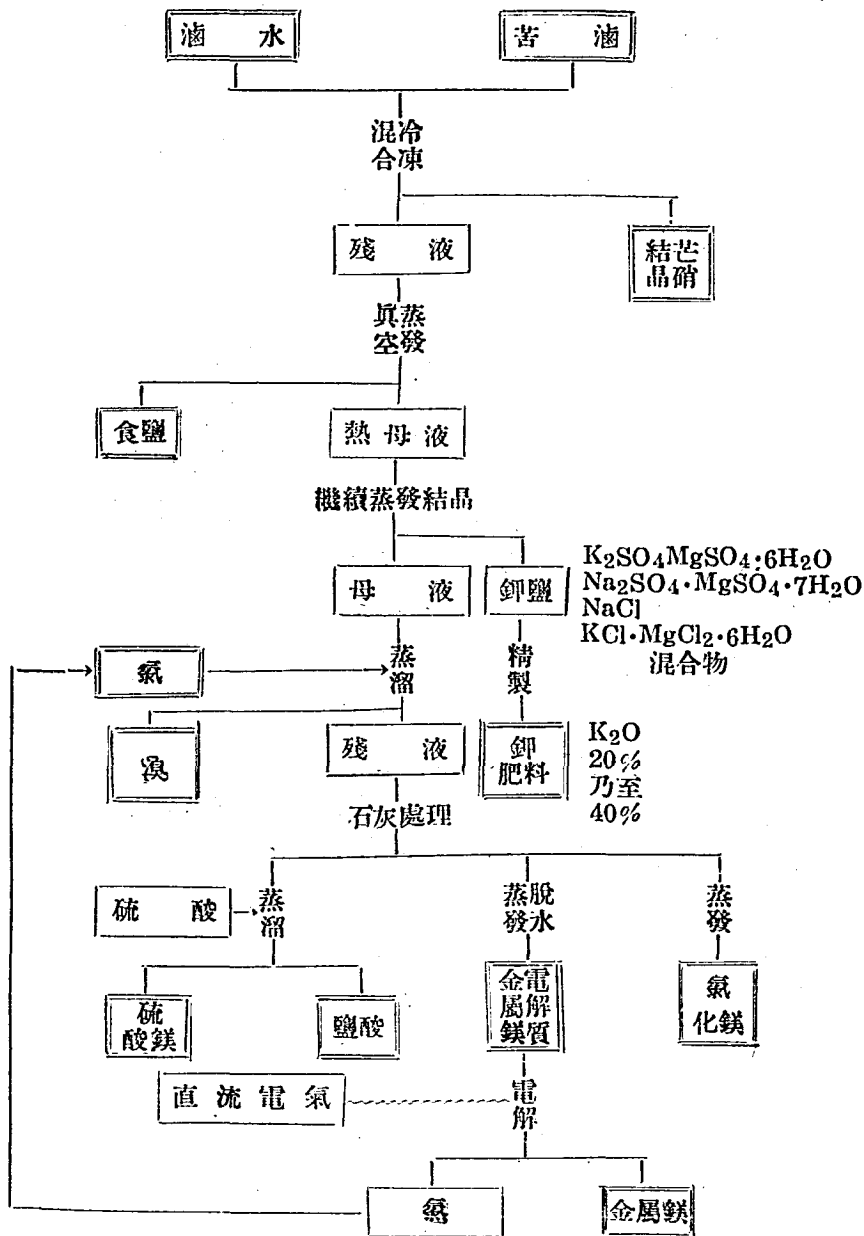 滷水
苦滷
混合冷凍
殘液
芒硝結晶
眞空蒸發
食鹽
熱母液
繼續蒸發結晶
母液
鉀鹽
K₂SO₄MgSO₄·6H₂O
Na₂SO₄·MgSO₄·7H₂O
NaCl
KCl·MgCl₂·6H₂O
混合物
氯
蒸溜
精製
溴
殘液
鉀肥料
K₂O
20%
乃至
40%
石灰處理
硫酸
蒸溜
脫水蒸發
蒸發
硫酸鎂
鹽酸
電解質金屬鎂
氯化鎂
直流電氣
電解
金屬鎂